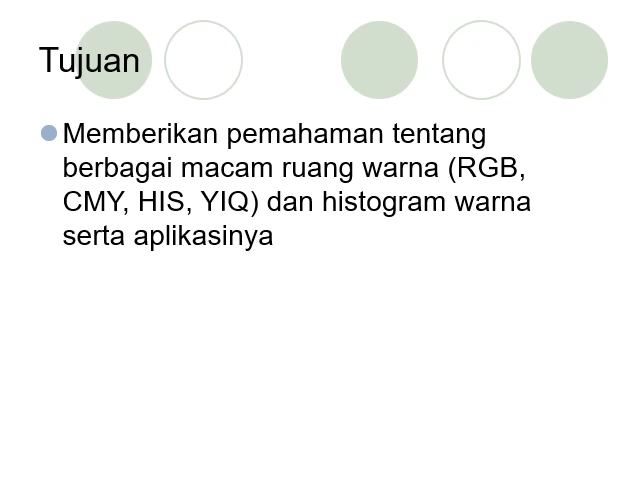 Tujuan
Memberikan pemahaman tentang
berbagai macam ruang warna (RGB,
CMY, HIS, YIQ) dan histogram warna
serta aplikasinya